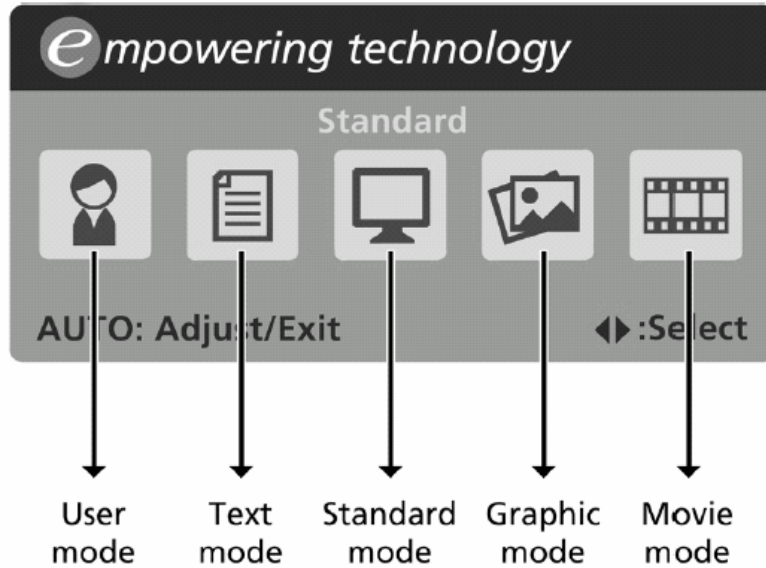 empowering technology
Standard
AUTO: Adjust/Exit ◀▶:Select
User mode
Text mode
Standard mode
Graphic mode
Movie mode